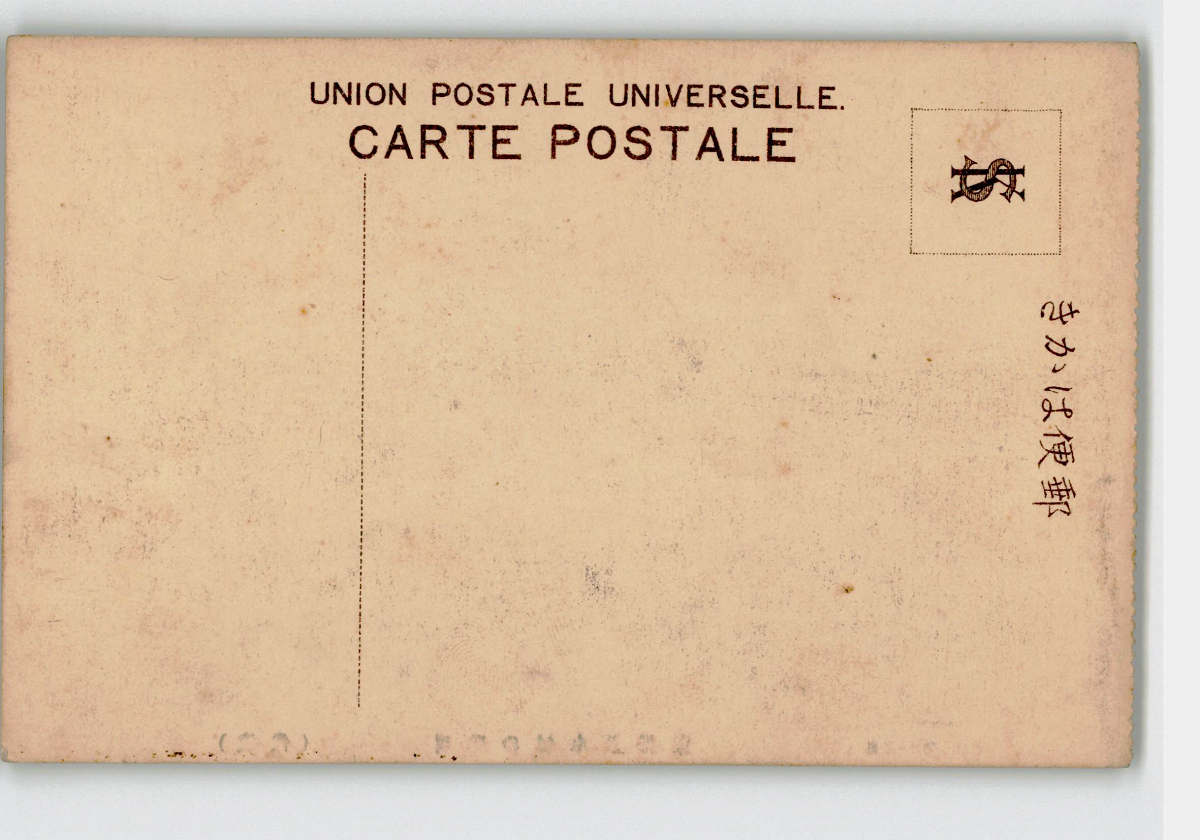 UNION POSTALE UNIVERSELLE.
CARTE POSTALE
きかは便郵